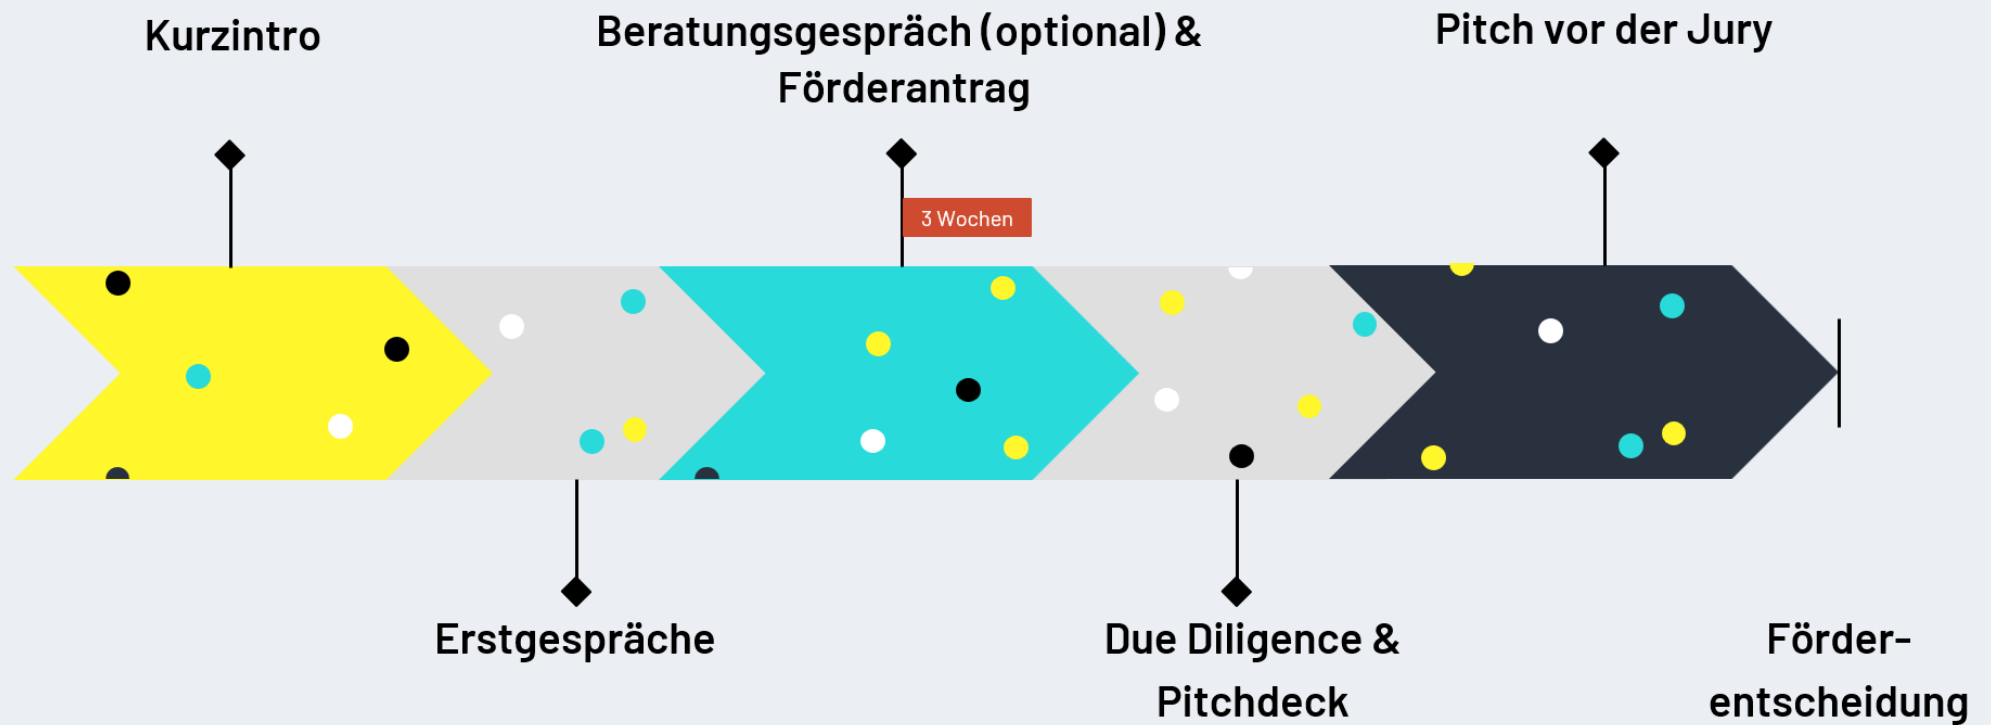 Kurzintro
Beratungsgespräch (optional) &
Förderantrag
Pitch vor der Jury
3 Wochen
Erstgespräche
Due Diligence &
Pitchdeck
Förder-
entscheidung